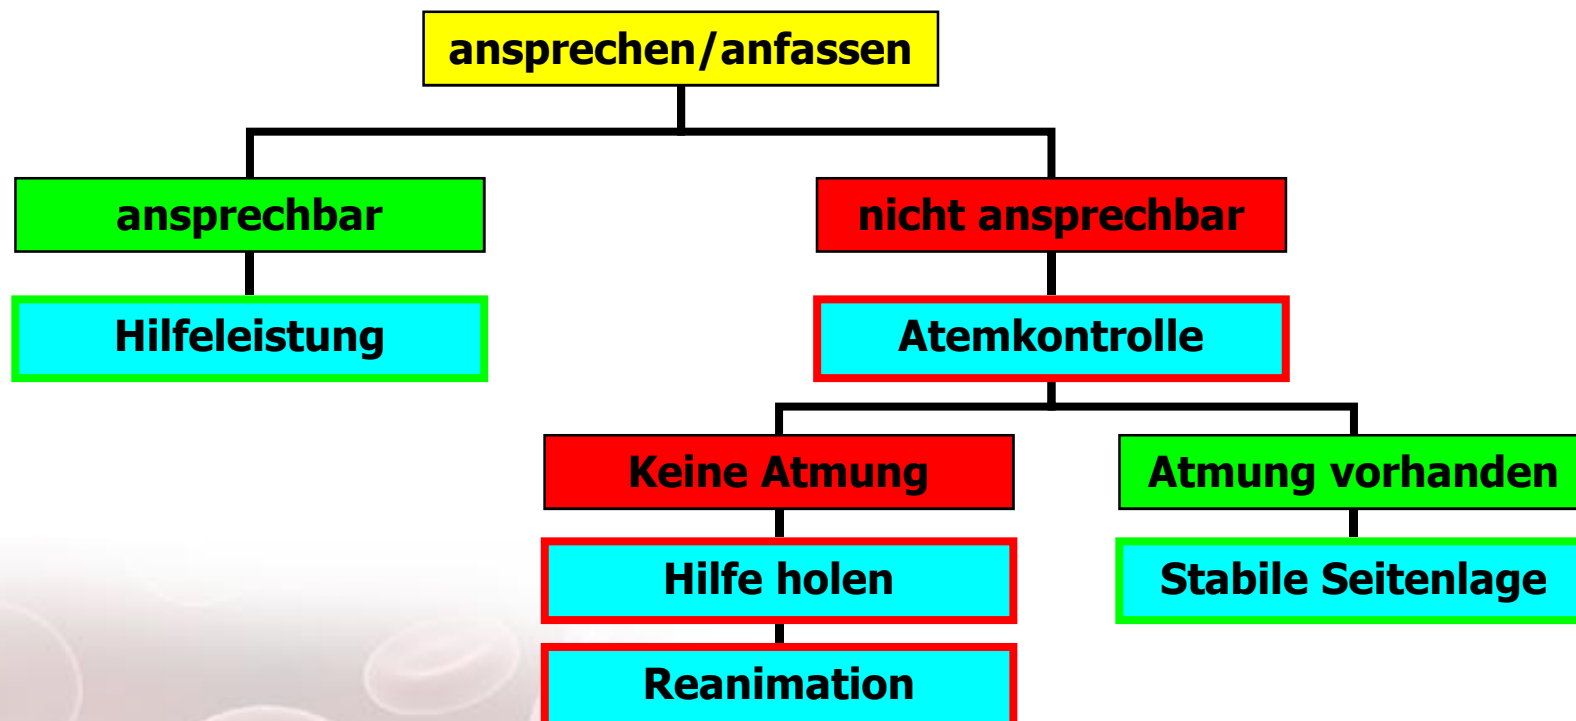 ansprechen/anfassen
ansprechbar
nicht ansprechbar
Hilfeleistung
Atemkontrolle
Keine Atmung
Atmung vorhanden
Hilfe holen
Stabile Seitenlage
Reanimation